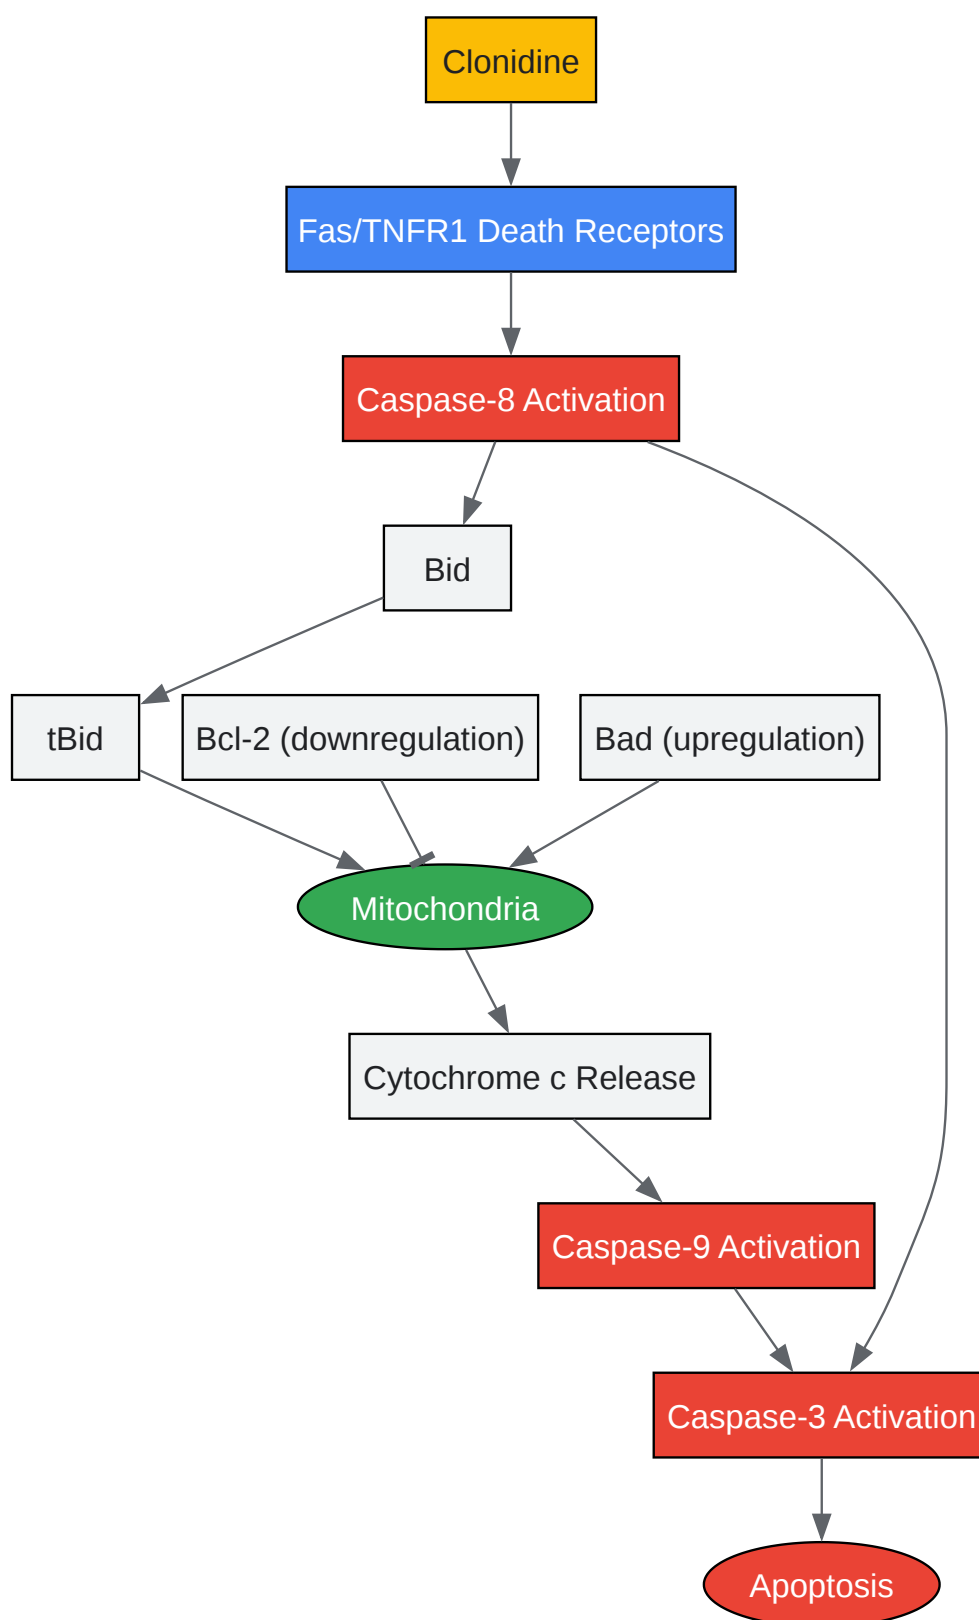 Clonidine
Fas/TNFR1 Death Receptors
Caspase-8 Activation
Bid
tBid
Bcl-2 (downregulation)
Bad (upregulation)
Mitochondria
Cytochrome c Release
Caspase-9 Activation
Caspase-3 Activation
Apoptosis